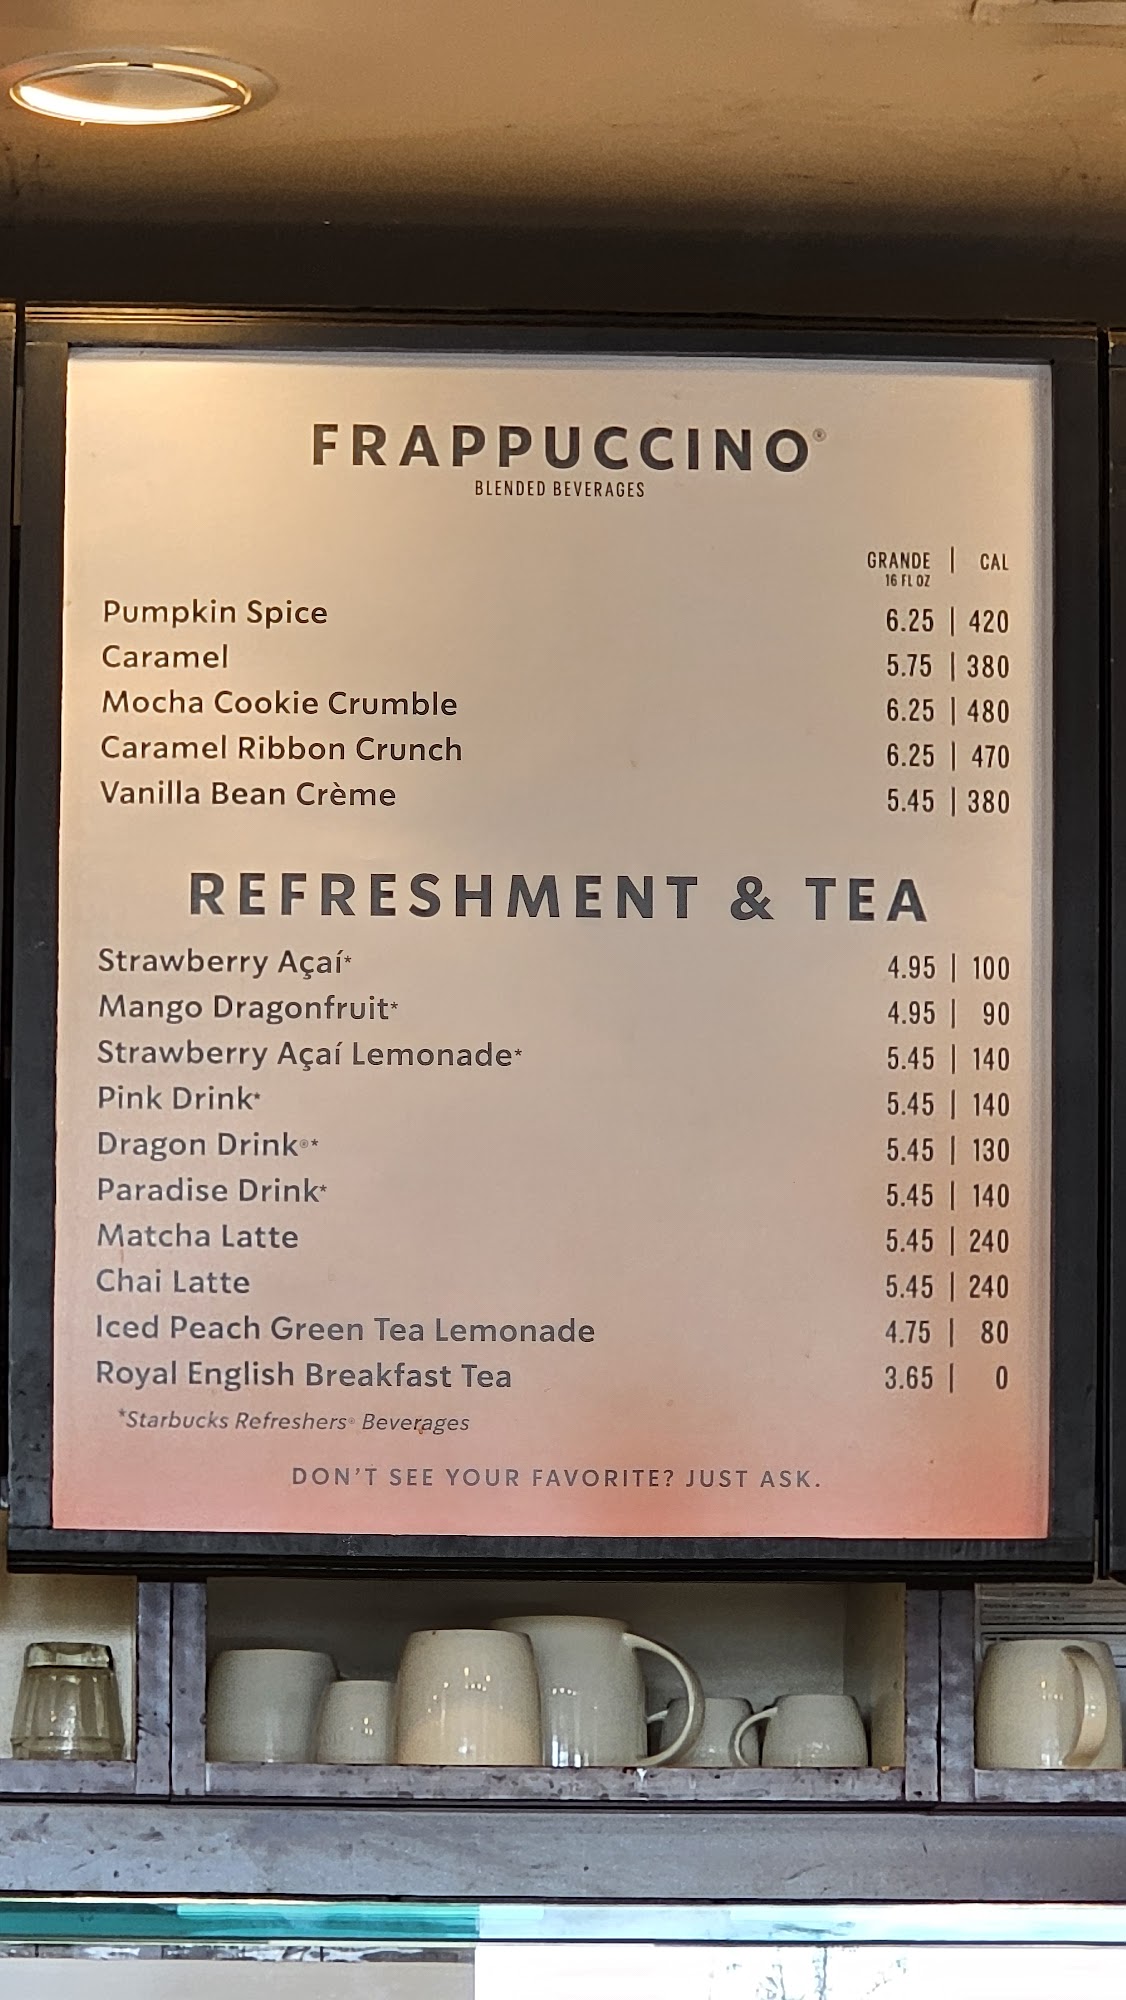 FRAPPUCCINO®
BLENDED BEVERAGES
GRANDE | CAL
16 FL OZ
Pumpkin Spice 6.25 | 420
Caramel 5.75 | 380
Mocha Cookie Crumble 6.25 | 480
Caramel Ribbon Crunch 6.25 | 470
Vanilla Bean Crème 5.45 | 380
REFRESHMENT & TEA
Strawberry Açaí* 4.95 | 100
Mango Dragonfruit* 4.95 | 90
Strawberry Açaí Lemonade* 5.45 | 140
Pink Drink* 5.45 | 140
Dragon Drink®* 5.45 | 130
Paradise Drink* 5.45 | 140
Matcha Latte 5.45 | 240
Chai Latte 5.45 | 240
Iced Peach Green Tea Lemonade 4.75 | 80
Royal English Breakfast Tea 3.65 | 0
*Starbucks Refreshers® Beverages
DON'T SEE YOUR FAVORITE? JUST ASK.